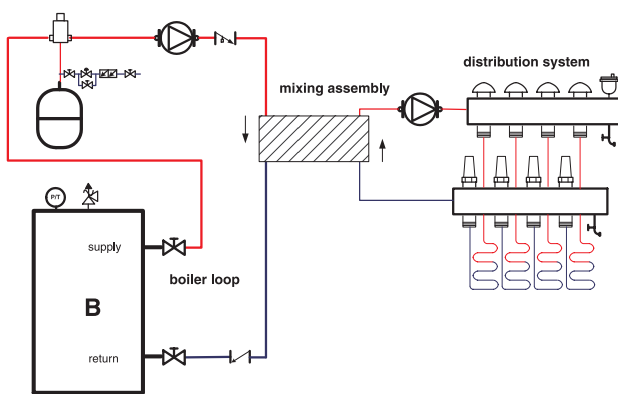 distribution system
mixing assembly
P/T
supply
boiler loop
B
return